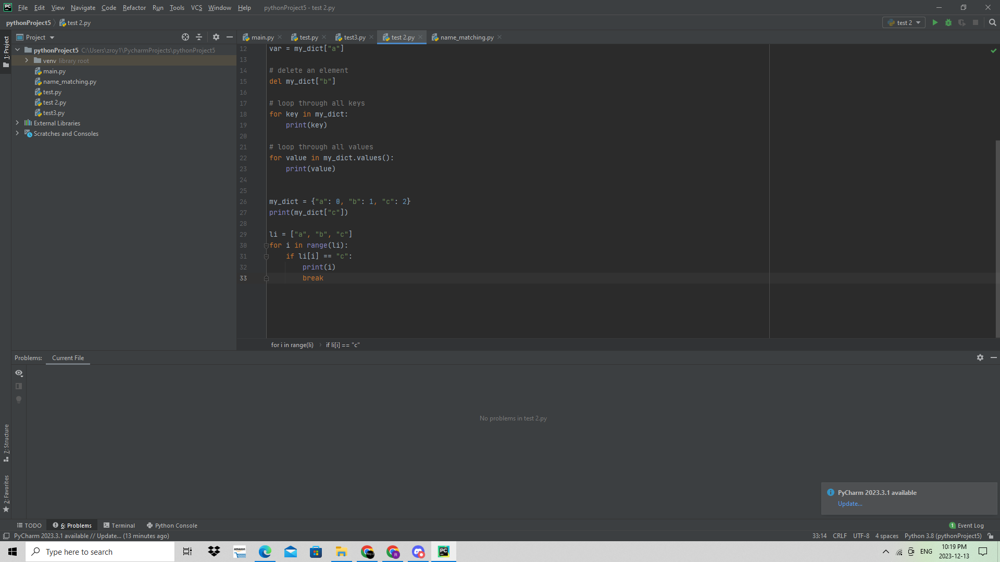 PC File Edit View Navigate Code Refactor Run Tools VCS Window Help pythonProject5 - test 2.py
pythonProject5 test 2.py
test 2
1: Project
Project
main.py test.py test3.py test 2.py name_matching.py
pythonProject5 C:\Users\zroy1\PycharmProjects\pythonProject5
venv library root
main.py
name_matching.py
test.py
test 2.py
test3.py
External Libraries
Scratches and Consoles
12 var = my_dict["a"]
13
14 # delete an element
15 del my_dict["b"]
16
17 # loop through all keys
18 for key in my_dict:
19 print(key)
20
21 # loop through all values
22 for value in my_dict.values():
23 print(value)
24
25
26 my_dict = {"a": 0, "b": 1, "c": 2}
27 print(my_dict["c"])
28
29 li = ["a", "b", "c"]
30 for i in range(li):
31 if li[i] == "c":
32 print(i)
33 break
for i in range(li) › if li[i] == "c"
Problems: Current File
No problems in test 2.py
7: Structure
2: Favorites
PyCharm 2023.3.1 available
Update...
TODO 6: Problems Terminal Python Console
1 Event Log
PyCharm 2023.3.1 available // Update... (13 minutes ago)
33:14 CRLF UTF-8 4 spaces Python 3.8 (pythonProject5)
Type here to search
amazon
R
PC
ENG
10:19 PM
2023-12-13